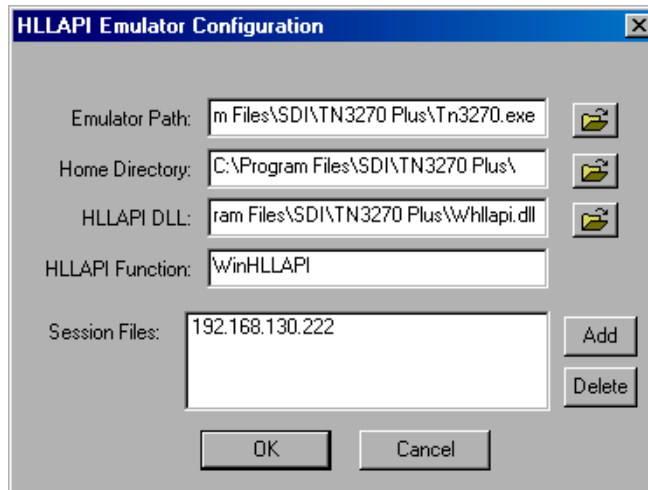 HLLAPI Emulator Configuration
Emulator Path: m Files\SDI\TN3270 Plus\Tn3270.exe
Home Directory: C:\Program Files\SDI\TN3270 Plus\
HLLAPI DLL: ram Files\SDI\TN3270 Plus\Whllapi.dll
HLLAPI Function: WinHLLAPI
Session Files: 192.168.130.222
Add
Delete
OK Cancel